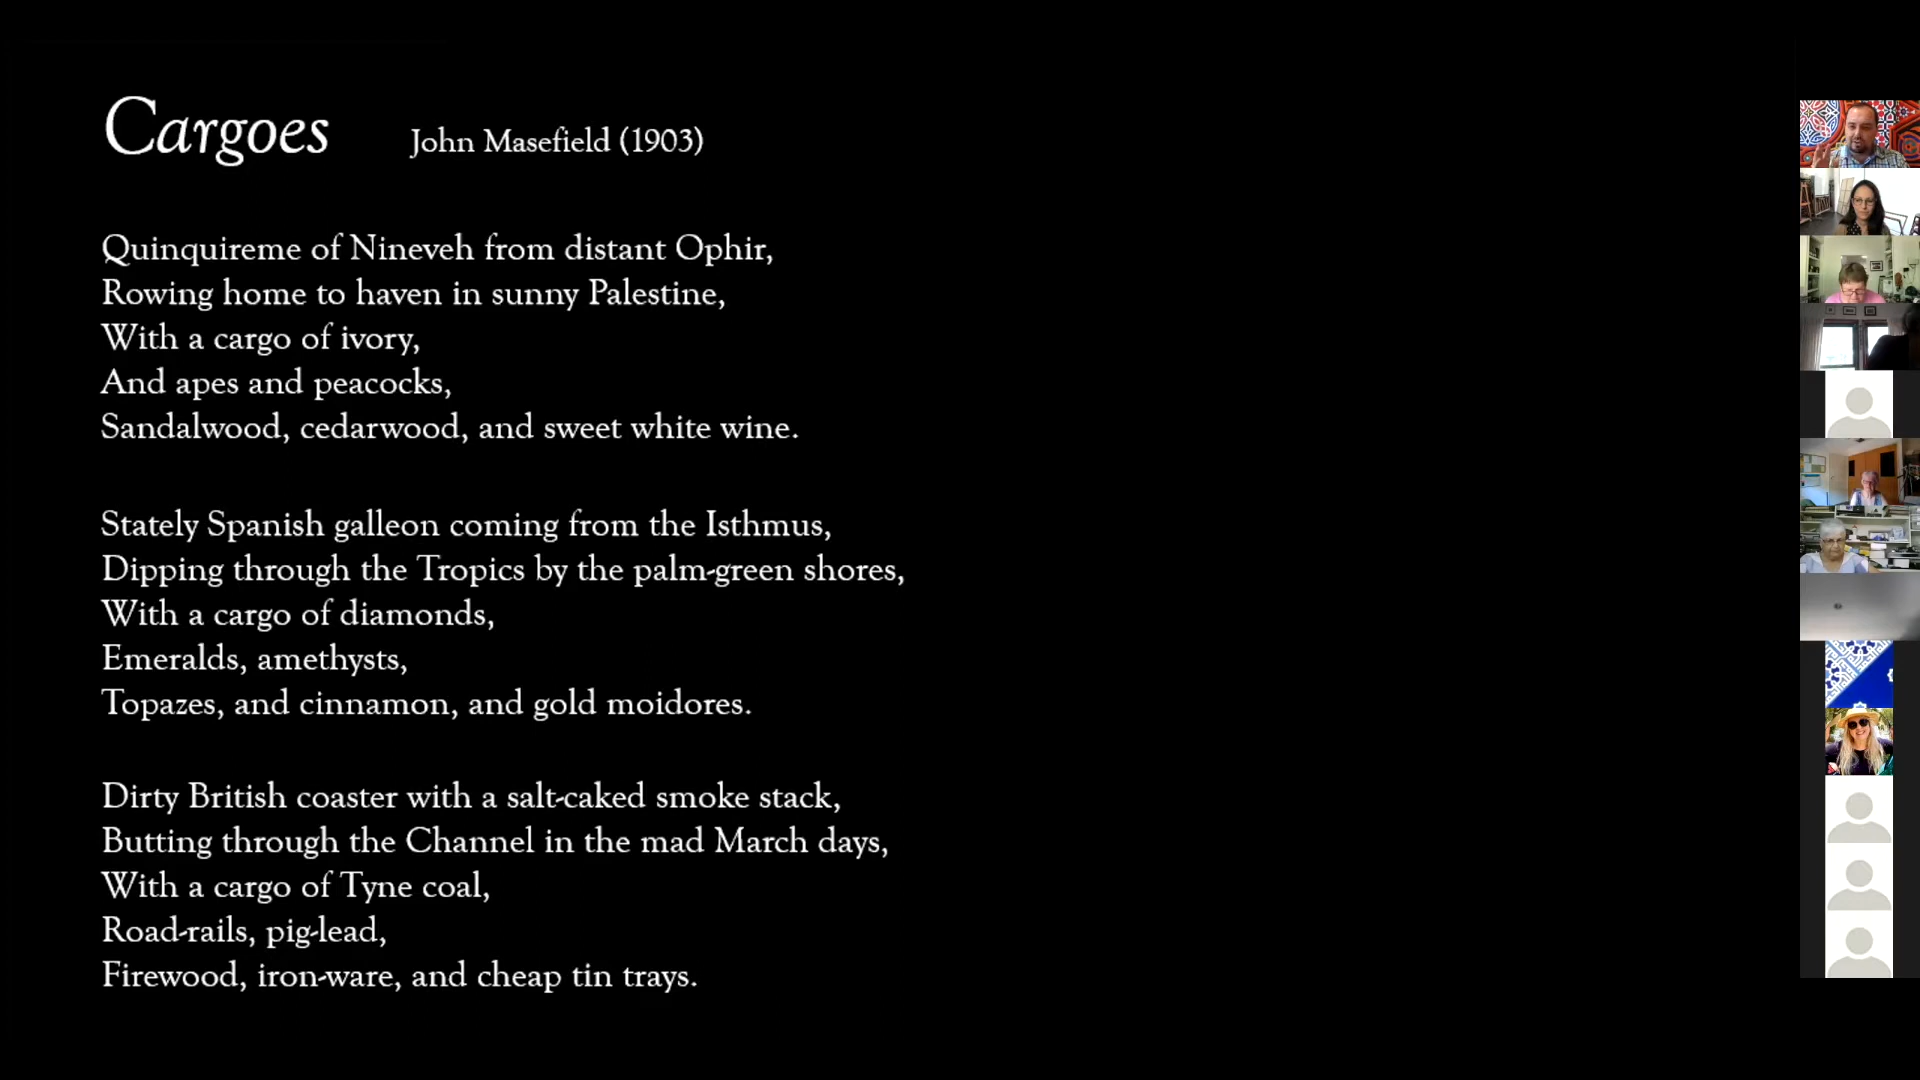 Cargoes John Masefield (1903)
Quinquireme of Nineveh from distant Ophir,
Rowing home to haven in sunny Palestine,
With a cargo of ivory,
And apes and peacocks,
Sandalwood, cedarwood, and sweet white wine.
Stately Spanish galleon coming from the Isthmus,
Dipping through the Tropics by the palm-green shores,
With a cargo of diamonds,
Emeralds, amethysts,
Topazes, and cinnamon, and gold moidores.
Dirty British coaster with a salt-caked smoke stack,
Butting through the Channel in the mad March days,
With a cargo of Tyne coal,
Road-rails, pig-lead,
Firewood, iron-ware, and cheap tin trays.